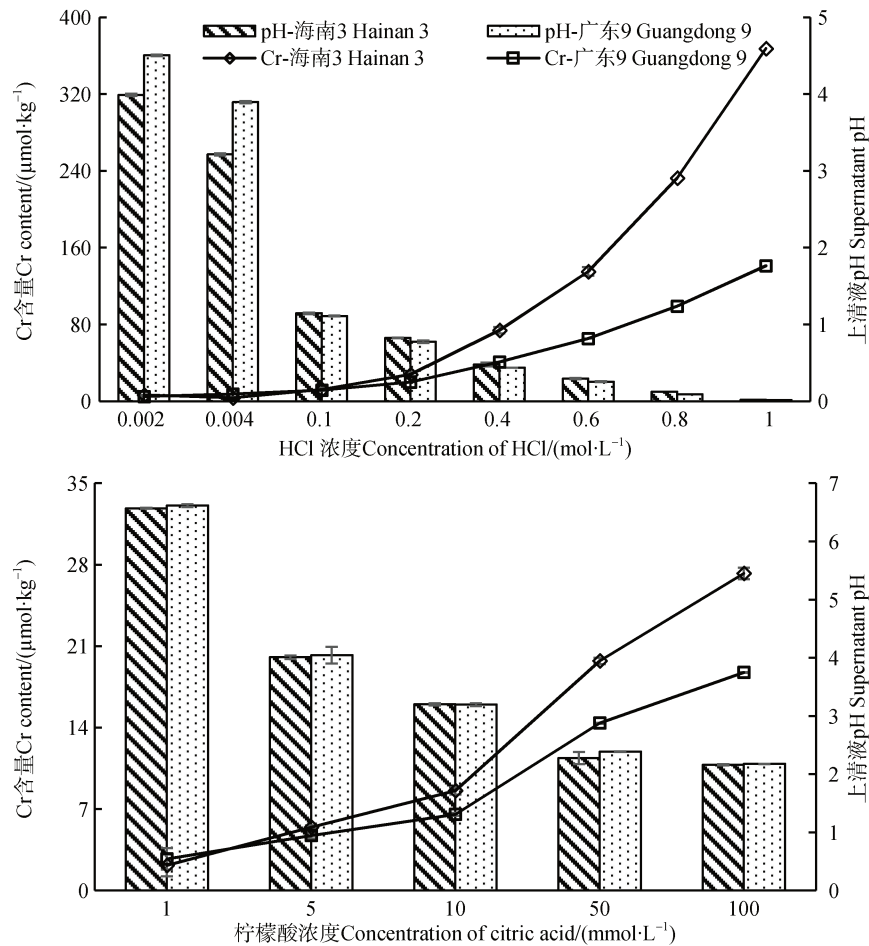 pH-海南3 Hainan 3
pH-广东9 Guangdong 9
Cr-海南3 Hainan 3
Cr-广东9 Guangdong 9
Cr含量Cr content/(μmol·kg⁻¹)
400
320
240
160
80
0
5
4
3
2
1
0
上清液pH Supernatant pH
0.002 0.004 0.1 0.2 0.4 0.6 0.8 1
HCl 浓度Concentration of HCl/(mol·L⁻¹)
Cr含量Cr content/(μmol·kg⁻¹)
35
28
21
14
7
0
7
6
5
4
3
2
1
0
上清液pH Supernatant pH
1 5 10 50 100
柠檬酸浓度Concentration of citric acid/(mmol·L⁻¹)